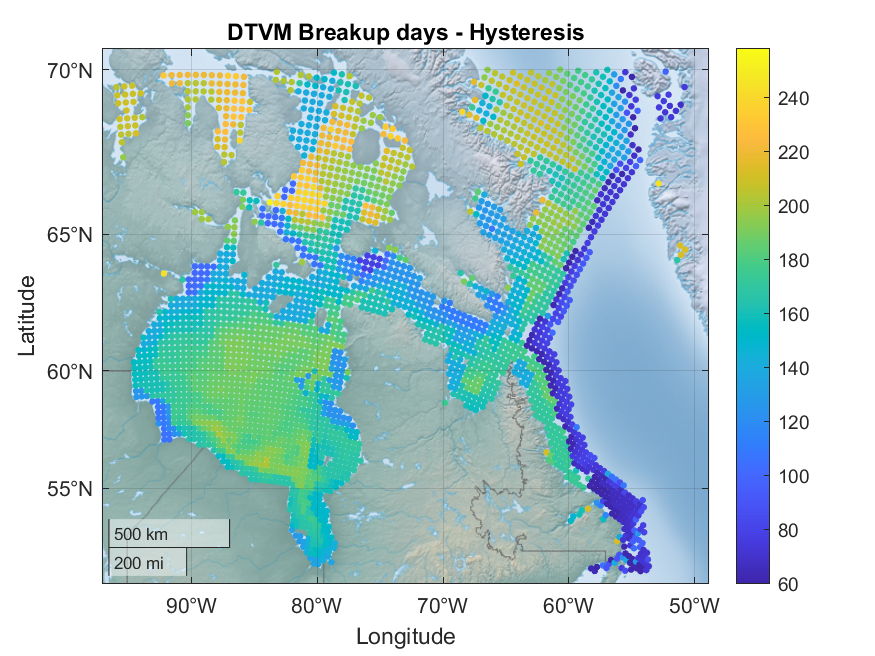 DTVM Breakup days - Hysteresis
70°N
65°N
60°N
55°N
Latitude
500 km
200 mi
90°W
80°W
70°W
60°W
50°W
Longitude
240
220
200
180
160
140
120
100
80
60